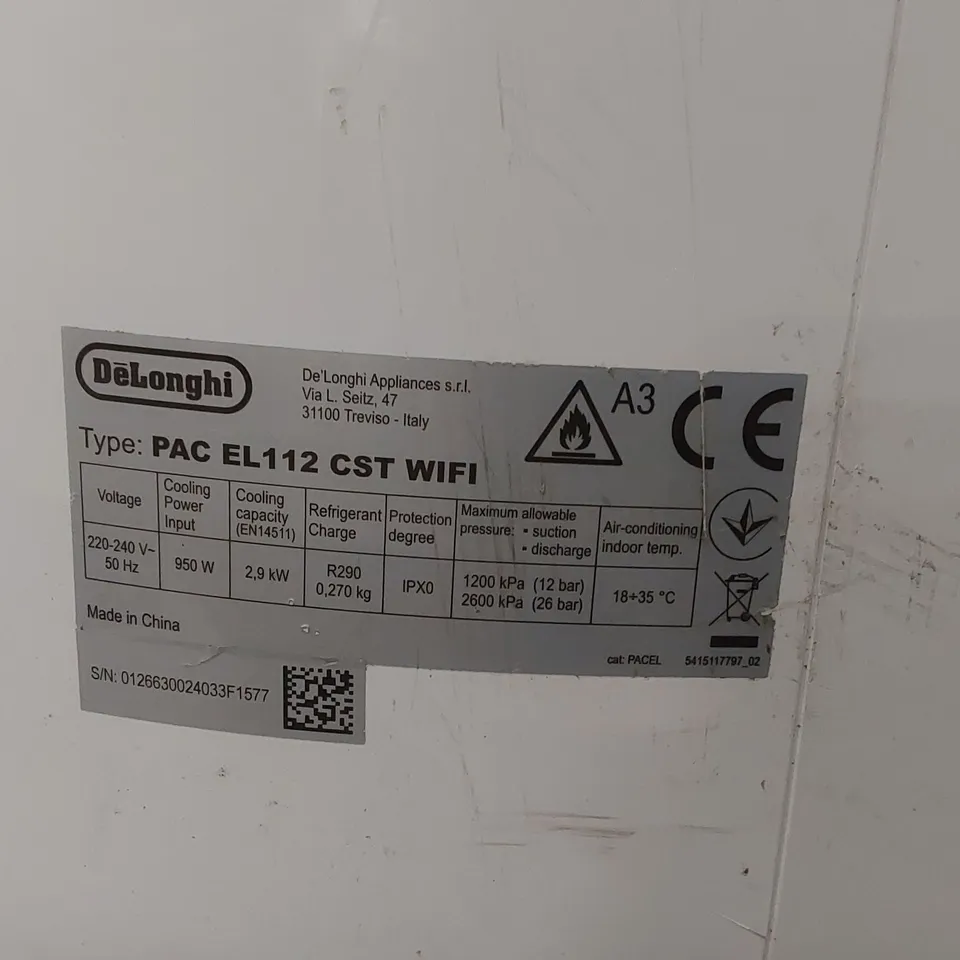 DēLonghi
De'Longhi Appliances s.r.l.
Via L. Seitz, 47
31100 Treviso - Italy
A3
CE
Type: PAC EL112 CST WIFI
Voltage
Cooling
Power
Input
Cooling
capacity
(EN14511)
Refrigerant
Charge
Protection
degree
Maximum allowable
pressure: • suction
• discharge
Air-conditioning
indoor temp.
220-240 V~
50 Hz
950 W
2,9 kW
R290
0,270 kg
IPX0
1200 kPa (12 bar)
2600 kPa (26 bar)
18÷35 °C
Made in China
cat: PACEL 5415117797_02
S/N: 0126630024033F1577